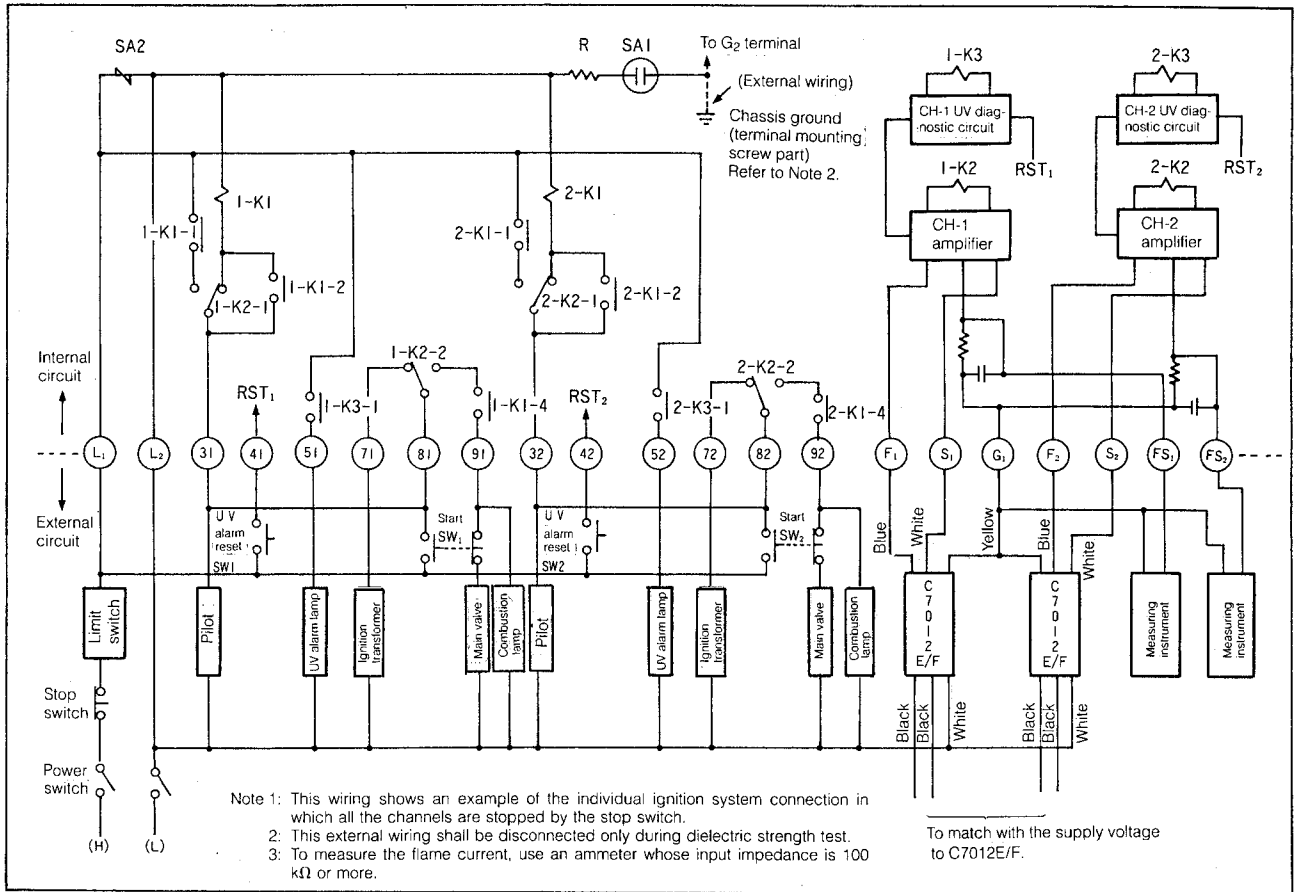 SA2
R
SA1
To G₂ terminal
(External wiring)
Chassis ground
(terminal mounting
screw part)
Refer to Note 2.
1-K3
CH-1 UV diag-
nostic circuit
RST₁
2-K3
CH-2 UV diag-
nostic circuit
RST₂
1-K2
CH-1
amplifier
2-K2
CH-2
amplifier
1-K1
1-K1-1
1-K2-1
1-K1-2
2-K1
2-K1-1
2-K2-1
2-K1-2
Internal
circuit
RST₁
1-K3-1
1-K2-2
1-K1-4
RST₂
2-K3-1
2-K2-2
2-K1-4
L₁
L₂
31
41
51
71
81
91
32
42
52
72
82
92
F₁
S₁
G₁
F₂
S₂
FS₁
FS₂
External
circuit
UV
alarm
reset
SW1
Start
SW₁
UV
alarm
reset
SW2
Start
SW₂
Blue
White
Yellow
Blue
White
Limit
switch
Pilot
UV alarm lamp
Ignition
transformer
Main valve
Combustion
lamp
Pilot
UV alarm lamp
Ignition
transformer
Main valve
Combustion
lamp
C7012
E/F
C7012
E/F
Measuring
instrument
Measuring
instrument
Stop
switch
Power
switch
(H)
(L)
Black
Black
White
Black
Black
White
Note 1: This wiring shows an example of the individual ignition system connection in
which all the channels are stopped by the stop switch.
2: This external wiring shall be disconnected only during dielectric strength test.
3: To measure the flame current, use an ammeter whose input impedance is 100
kΩ or more.
To match with the supply voltage
to C7012E/F.